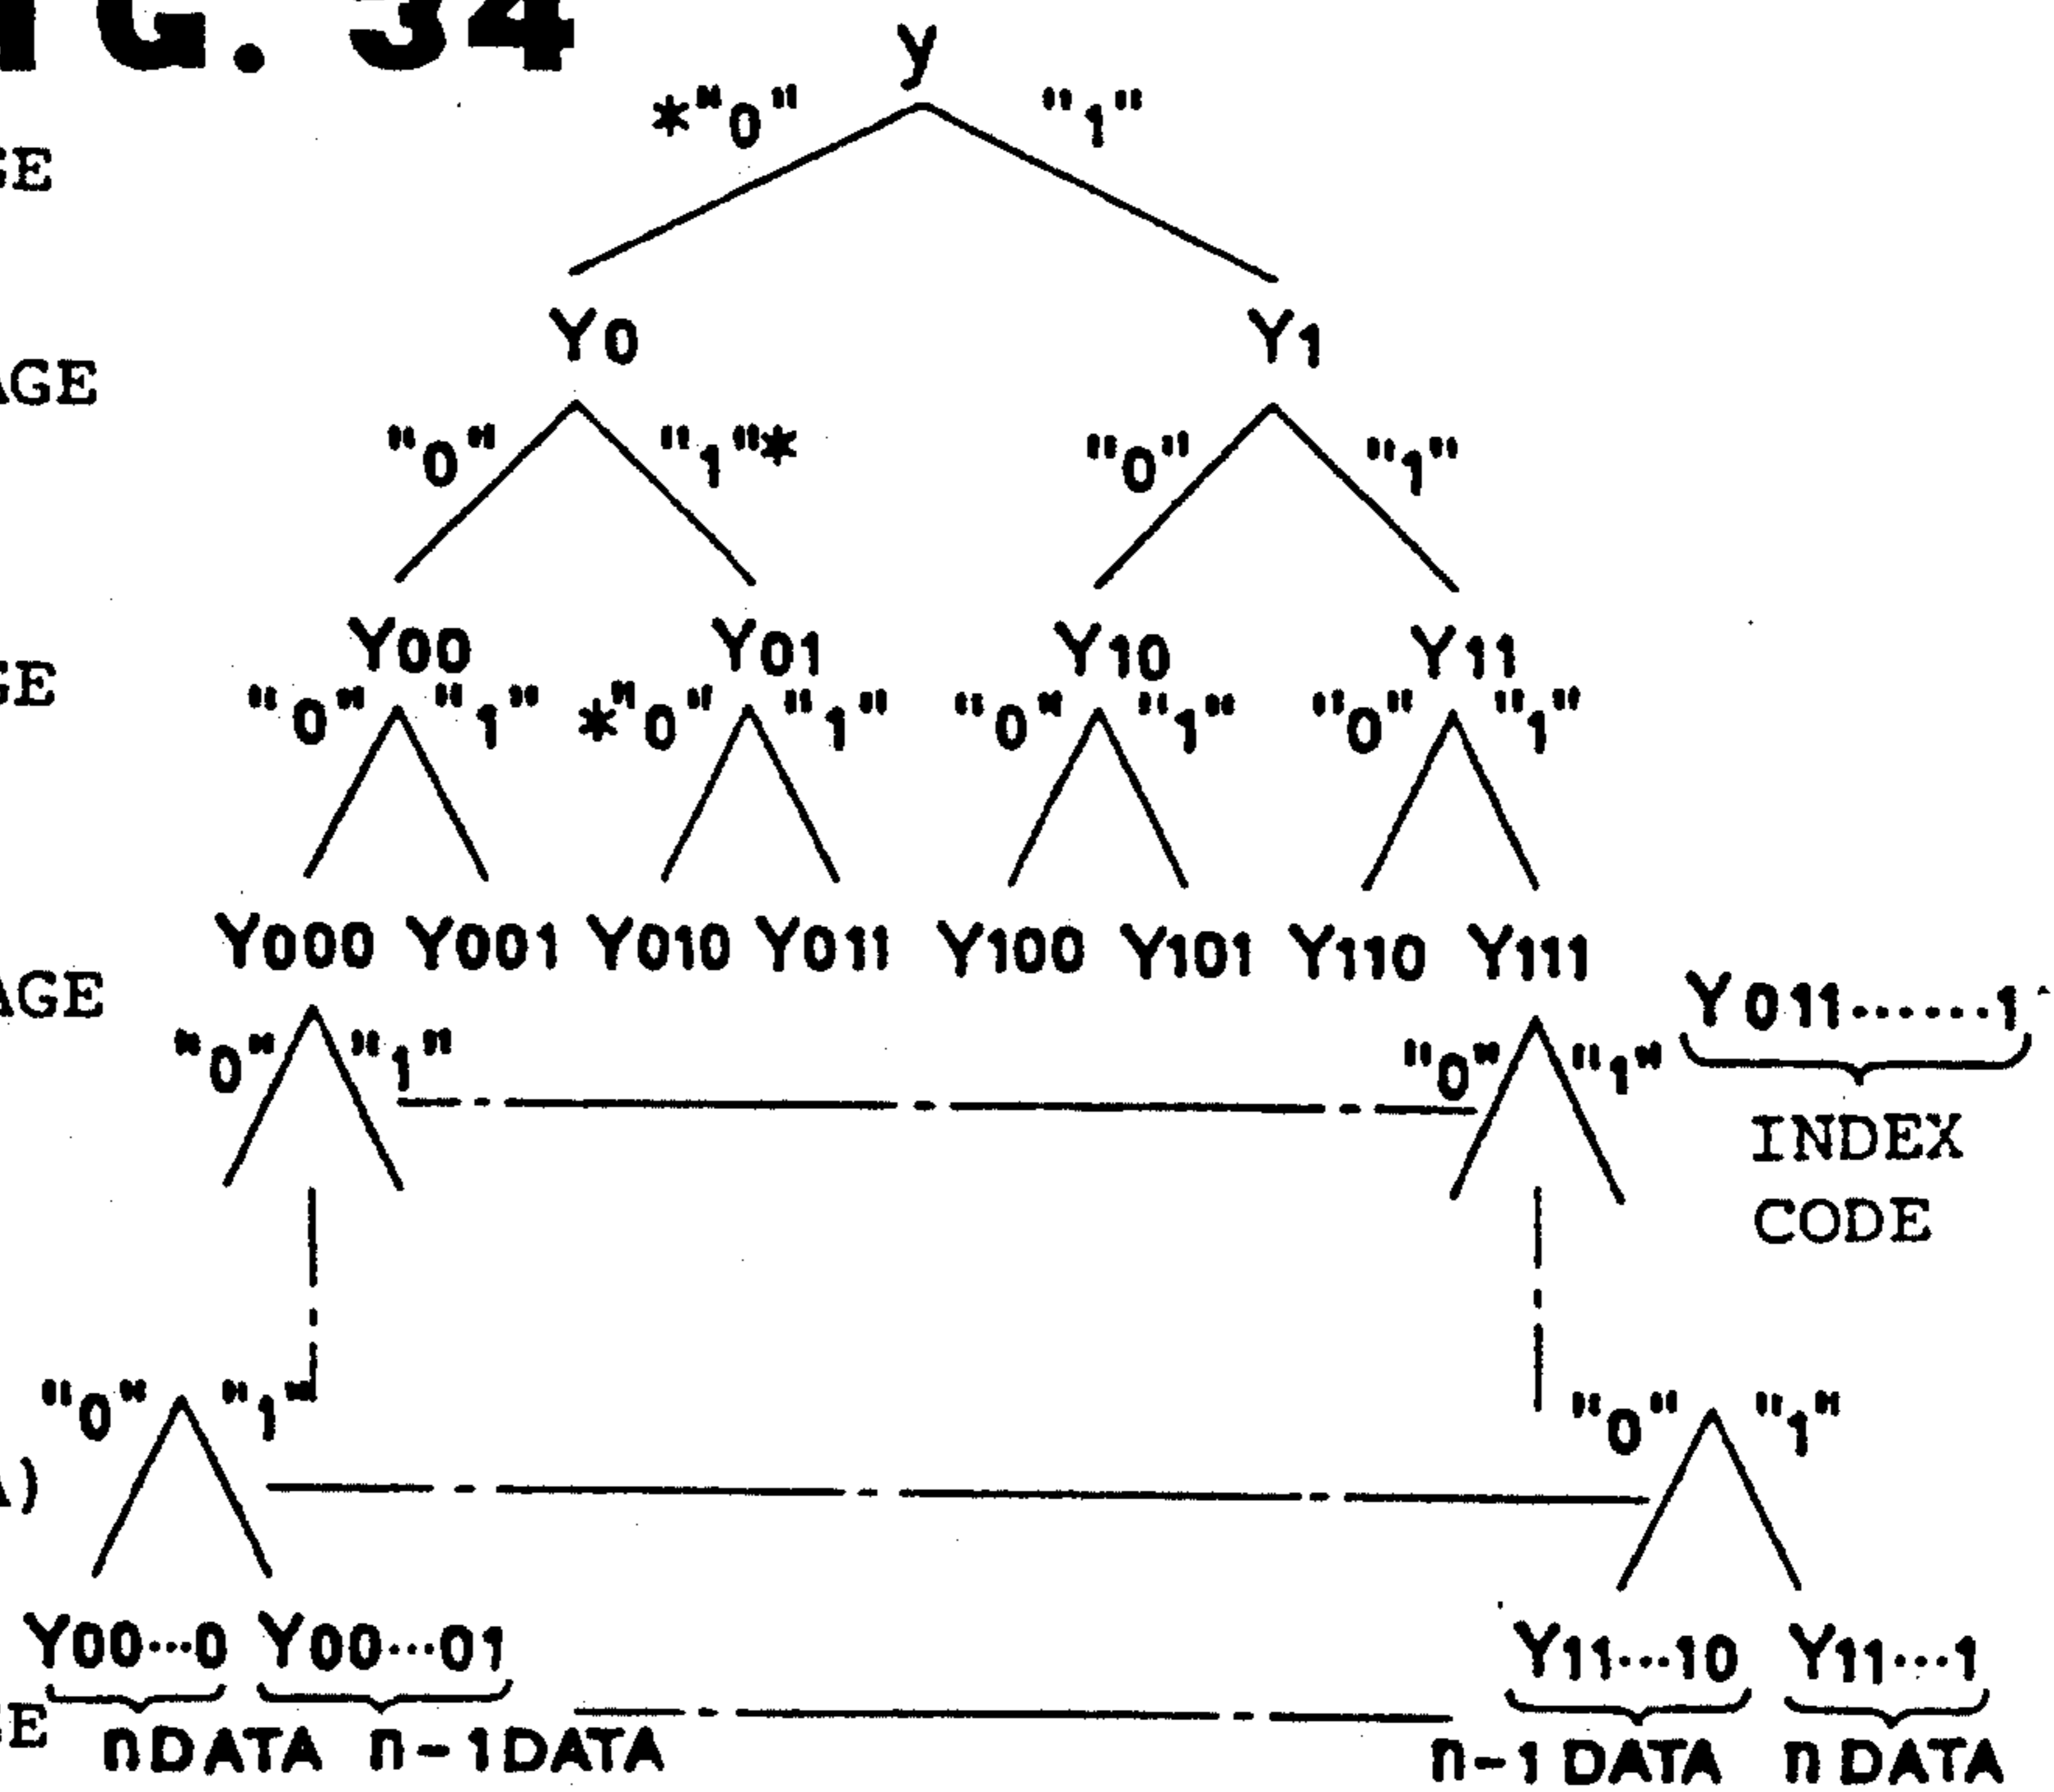 G. 34
y
*"0" "1"
GE
Y0 Y1
AGE
"0" "1"* "0" "1"
Y00 Y01 Y10 Y11
GE
"0" "1" *"0" "1" "0" "1" "0" "1"
Y000 Y001 Y010 Y011 Y100 Y101 Y110 Y111
AGE
Y011......1
"0" "1" "0" "1"
INDEX
CODE
"0" "1" "0" "1"
A)
Y00...0 Y00...01 Y11...10 Y11...1
E nDATA n-1DATA n-1 DATA n DATA